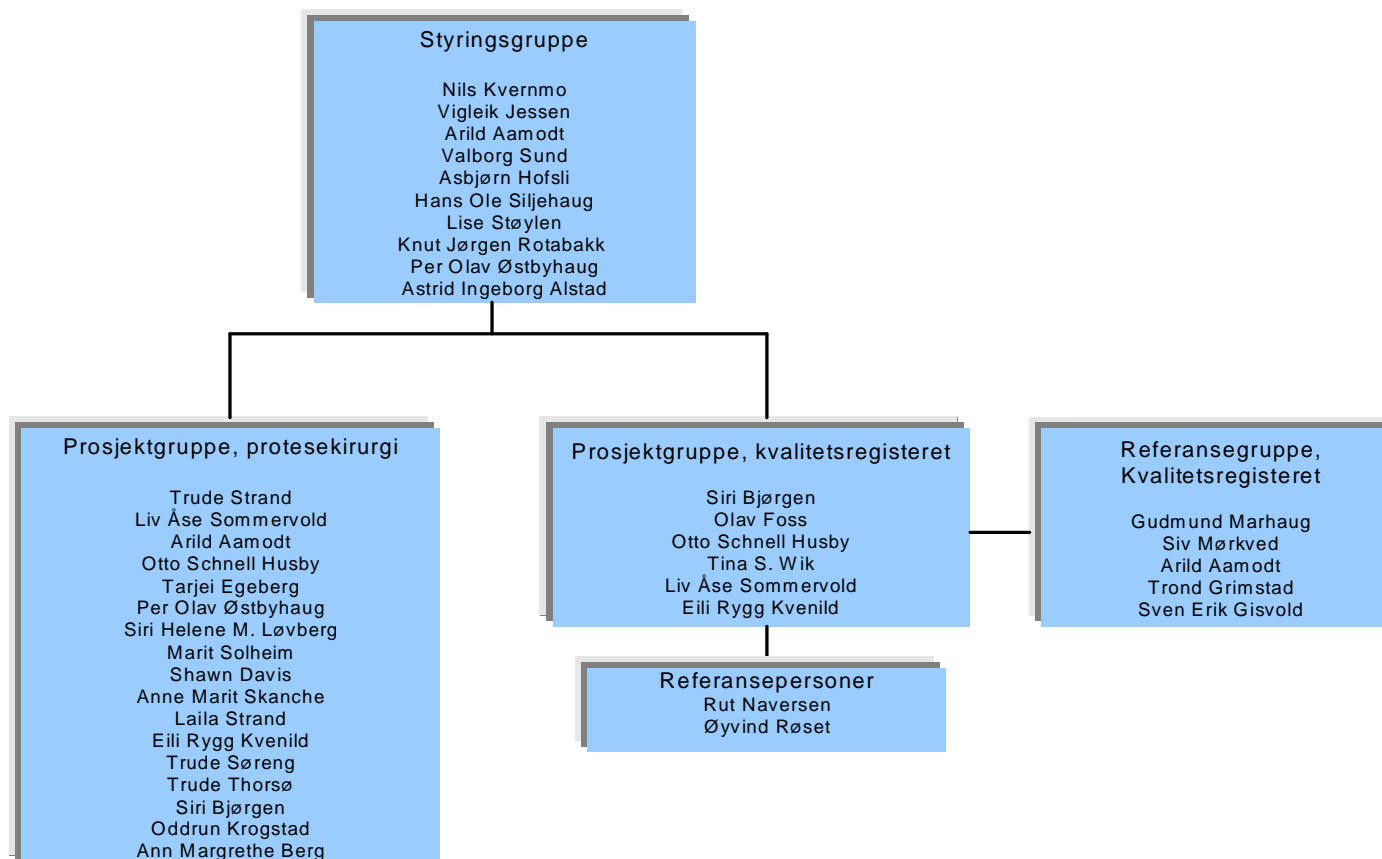 Styringsgruppe
Nils Kvernmo
Vigleik Jessen
Arild Aamodt
Valborg Sund
Asbjørn Hofsli
Hans Ole Siljehaug
Lise Støylen
Knut Jørgen Rotabakk
Per Olav Østbyhaug
Astrid Ingeborg Alstad
Prosjektgruppe, protesekirurgi
Trude Strand
Liv Åse Sommervold
Arild Aamodt
Otto Schnell Husby
Tarjei Egeberg
Per Olav Østbyhaug
Siri Helene M. Løvberg
Marit Solheim
Shawn Davis
Anne Marit Skanche
Laila Strand
Eili Rygg Kvenild
Trude Søreng
Trude Thorsø
Siri Bjørgen
Oddrun Krogstad
Ann Margrethe Berg
Prosjektgruppe, kvalitetsregisteret
Siri Bjørgen
Olav Foss
Otto Schnell Husby
Tina S. Wik
Liv Åse Sommervold
Eili Rygg Kvenild
Referansepersoner
Rut Naversen
Øyvind Røset
Referansegruppe,
Kvalitetsregisteret
Gudmund Marhaug
Siv Mørkved
Arild Aamodt
Trond Grimstad
Sven Erik Gisvold